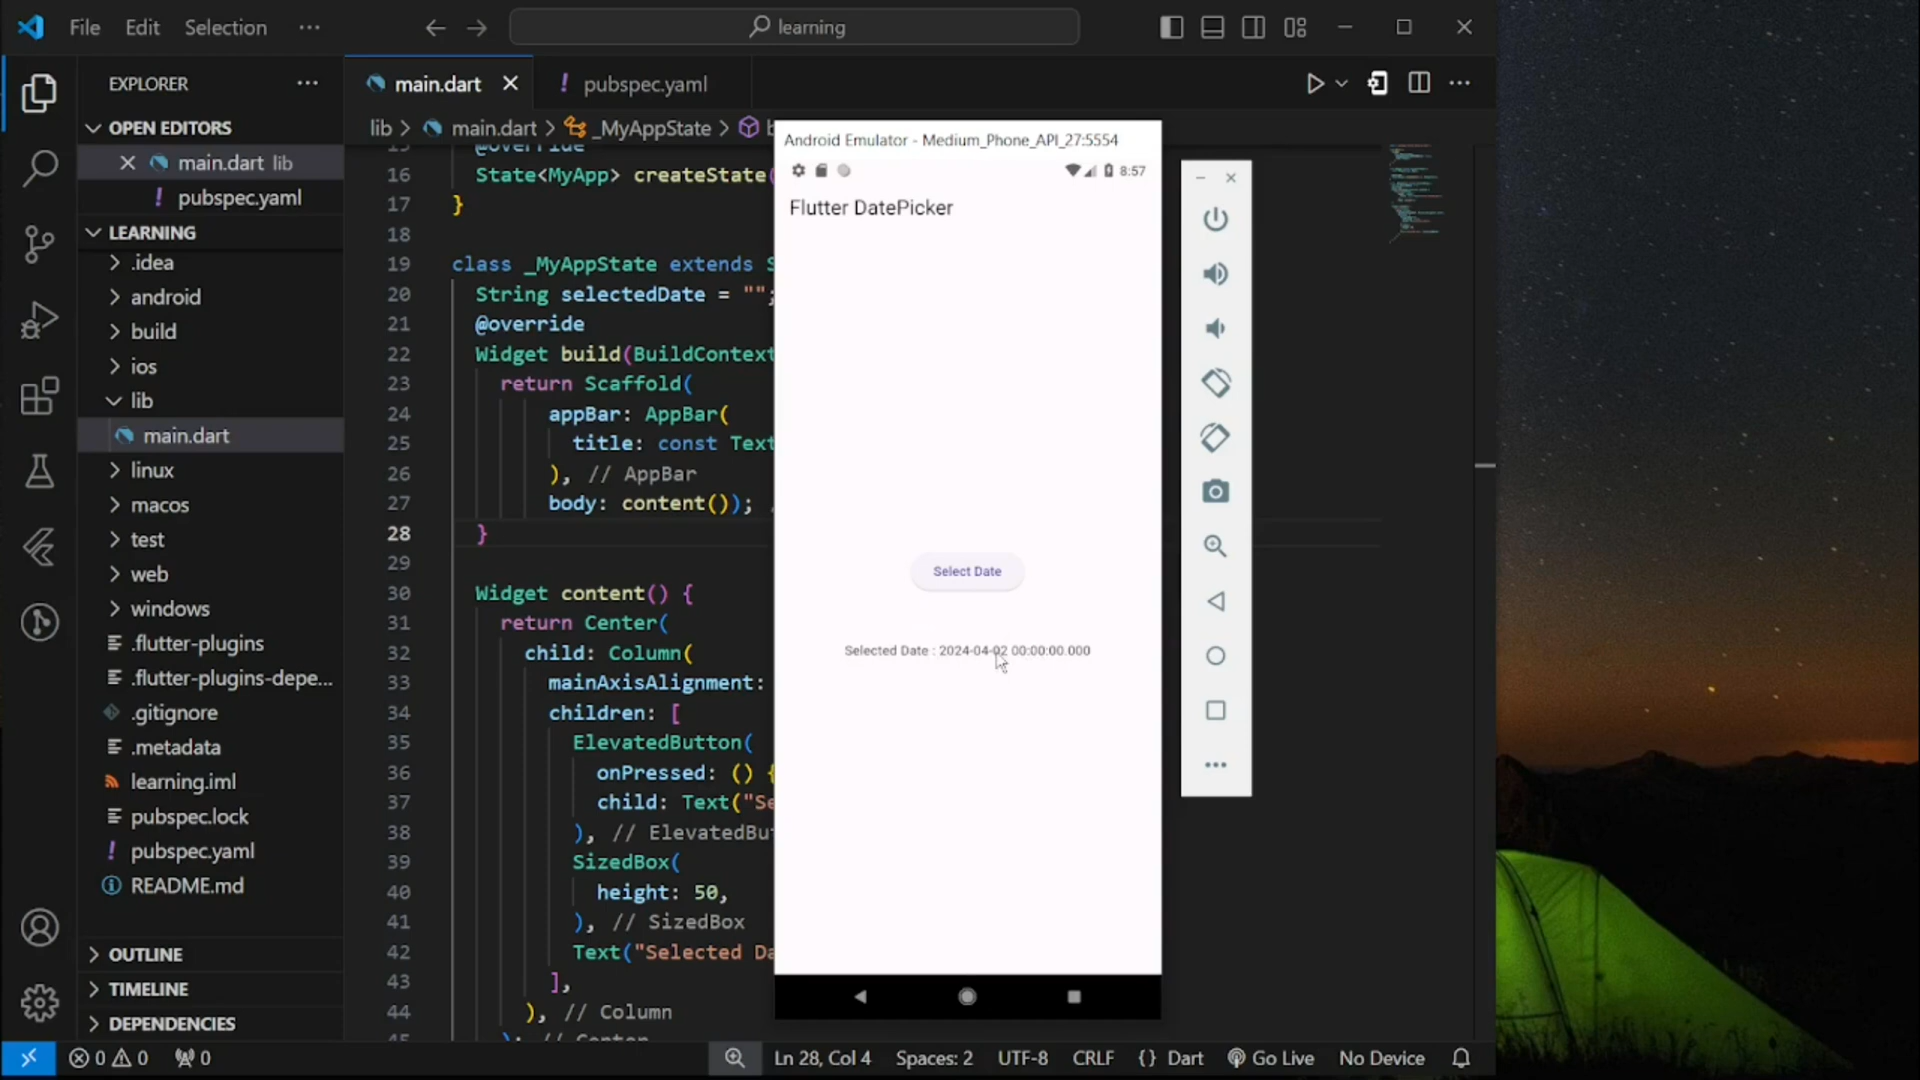 File Edit Selection ···
learning
EXPLORER ···
OPEN EDITORS
main.dart lib
! pubspec.yaml
LEARNING
.idea
android
build
ios
lib
main.dart
linux
macos
test
web
windows
.flutter-plugins
.flutter-plugins-depe...
.gitignore
.metadata
learning.iml
pubspec.lock
! pubspec.yaml
README.md
OUTLINE
TIMELINE
DEPENDENCIES
main.dart
! pubspec.yaml
lib > main.dart > _MyAppState >
@override
16 State<MyApp> createState(
17 }
18
19 class _MyAppState extends S
20 String selectedDate = "";
21 @override
22 Widget build(BuildContext
23 return Scaffold(
24 appBar: AppBar(
25 title: const Text
26 ), // AppBar
27 body: content());
28 }
29
30 Widget content() {
31 return Center(
32 child: Column(
33 mainAxisAlignment:
34 children: [
35 ElevatedButton(
36 onPressed: () {
37 child: Text("Se
38 ), // ElevatedBu
39 SizedBox(
40 height: 50,
41 ), // SizedBox
42 Text("Selected Da
43 ],
44 ), // Column
Android Emulator - Medium_Phone_API_27:5554
8:57
Flutter DatePicker
Select Date
Selected Date : 2024-04-02 00:00:00.000
0 0 0
Ln 28, Col 4 Spaces: 2 UTF-8 CRLF {} Dart Go Live No Device